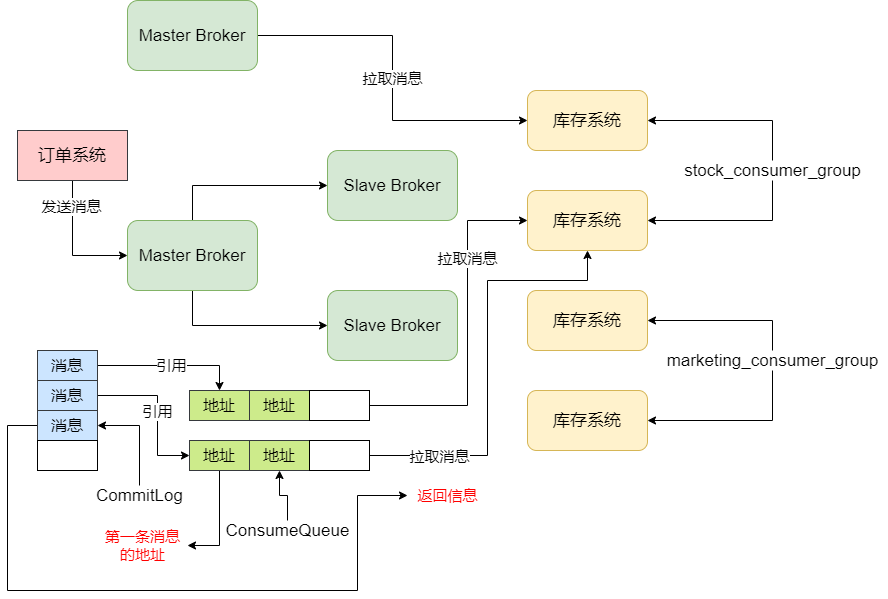 Master Broker
拉取消息
库存系统
订单系统
stock_consumer_group
Slave Broker
发送消息
库存系统
Master Broker
拉取消息
Slave Broker
库存系统
消息
引用
marketing_consumer_group
消息
引用
地址
地址
库存系统
消息
地址
地址
拉取消息
CommitLog
返回信息
ConsumeQueue
第一条消息
的地址